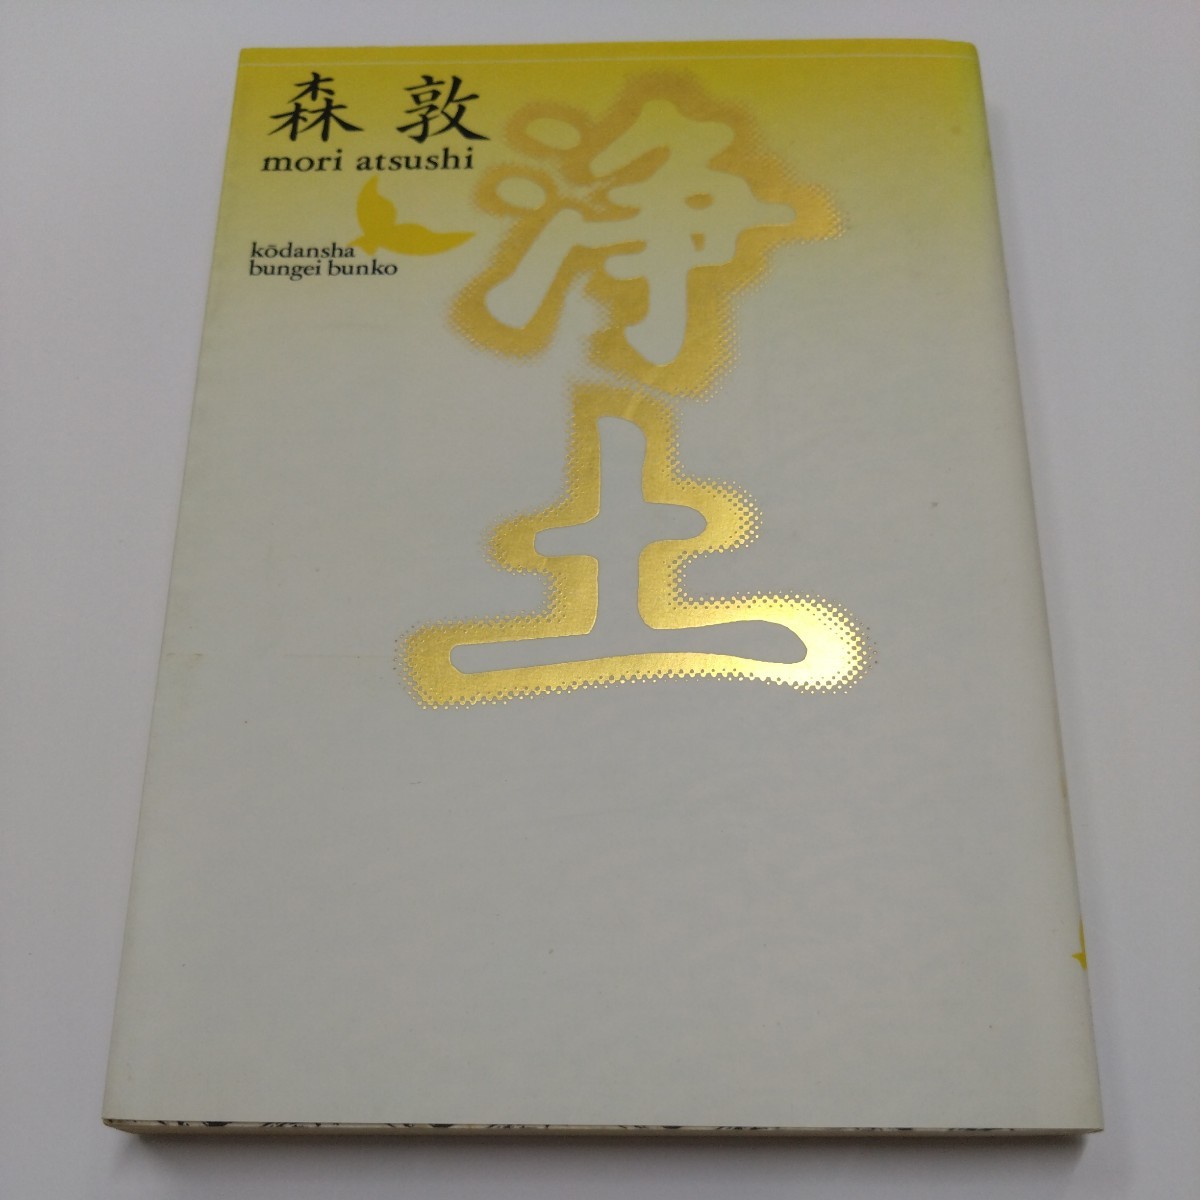 森 敦
mori atsushi
kōdansha
bungei bunko
浄土